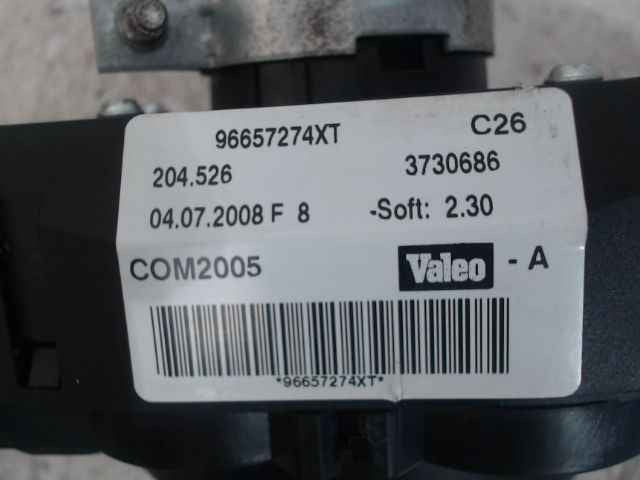 96657274XT C26
204.526 3730686
04.07.2008 F 8 -Soft: 2.30
COM2005 Valeo - A
*96657274XT*